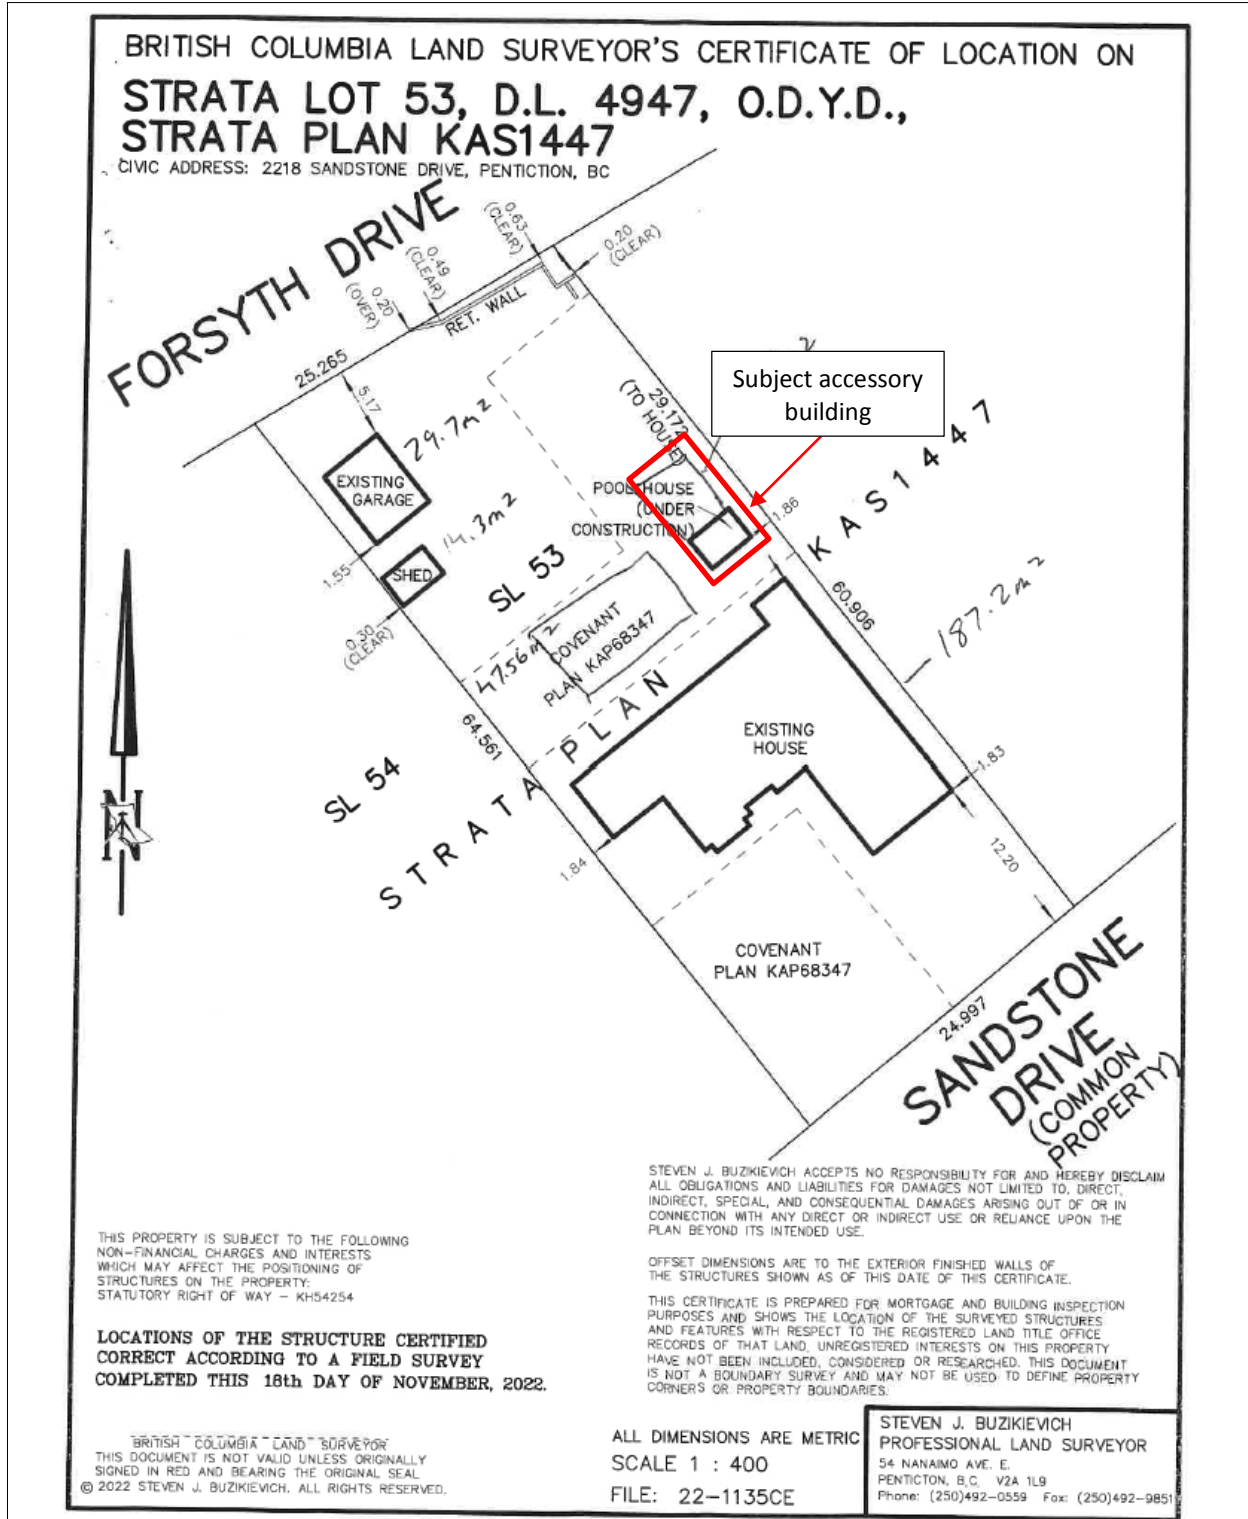 BRITISH COLUMBIA LAND SURVEYOR'S CERTIFICATE OF LOCATION ON
STRATA LOT 53, D.L. 4947, O.D.Y.D.,
STRATA PLAN KAS1447
CIVIC ADDRESS: 2218 SANDSTONE DRIVE, PENTICTION, BC
FORSYTH DRIVE
0.20
(OVER)
0.49
(CLEAR)
0.63
(CLEAR)
0.20
(CLEAR)
RET. WALL
25.265
5.17
29.7m²
EXISTING
GARAGE
14.3m²
SHED
1.55
0.30
(CLEAR)
29.172
(TO HOUSE)
2
Subject accessory
building
POOL HOUSE
(UNDER
CONSTRUCTION)
1.86
SL 53
COVENANT
PLAN KAP68347
47.56m²
60.906
187.2m²
64.561
SL 54
STRATA PLAN KAS1447
EXISTING
HOUSE
1.83
1.84
12.20
N
COVENANT
PLAN KAP68347
24.997
SANDSTONE
DRIVE
(COMMON
PROPERTY)
STEVEN J. BUZIKIEVICH ACCEPTS NO RESPONSIBILITY FOR AND HEREBY DISCLAIM
ALL OBLIGATIONS AND LIABILITIES FOR DAMAGES NOT LIMITED TO, DIRECT,
INDIRECT, SPECIAL, AND CONSEQUENTIAL DAMAGES ARISING OUT OF OR IN
CONNECTION WITH ANY DIRECT OR INDIRECT USE OR RELIANCE UPON THE
PLAN BEYOND ITS INTENDED USE.
OFFSET DIMENSIONS ARE TO THE EXTERIOR FINISHED WALLS OF
THE STRUCTURES SHOWN AS OF THIS DATE OF THIS CERTIFICATE.
THIS CERTIFICATE IS PREPARED FOR MORTGAGE AND BUILDING INSPECTION
PURPOSES AND SHOWS THE LOCATION OF THE SURVEYED STRUCTURES
AND FEATURES WITH RESPECT TO THE REGISTERED LAND TITLE OFFICE
RECORDS OF THAT LAND, UNREGISTERED INTERESTS ON THIS PROPERTY
HAVE NOT BEEN INCLUDED, CONSIDERED OR RESEARCHED. THIS DOCUMENT
IS NOT A BOUNDARY SURVEY AND MAY NOT BE USED TO DEFINE PROPERTY
CORNERS OR PROPERTY BOUNDARIES.
THIS PROPERTY IS SUBJECT TO THE FOLLOWING
NON-FINANCIAL CHARGES AND INTERESTS
WHICH MAY AFFECT THE POSITIONING OF
STRUCTURES ON THE PROPERTY:
STATUTORY RIGHT OF WAY - KH54254
LOCATIONS OF THE STRUCTURE CERTIFIED
CORRECT ACCORDING TO A FIELD SURVEY
COMPLETED THIS 18th DAY OF NOVEMBER, 2022.
BRITISH COLUMBIA LAND SURVEYOR
THIS DOCUMENT IS NOT VALID UNLESS ORIGINALLY
SIGNED IN RED AND BEARING THE ORIGINAL SEAL
© 2022 STEVEN J. BUZIKIEVICH. ALL RIGHTS RESERVED.
ALL DIMENSIONS ARE METRIC
SCALE 1 : 400
FILE: 22-1135CE
STEVEN J. BUZIKIEVICH
PROFESSIONAL LAND SURVEYOR
54 NANAIMO AVE. E.
PENTICTON, B.C. V2A 1L9
Phone: (250)492-0559 Fax: (250)492-9851